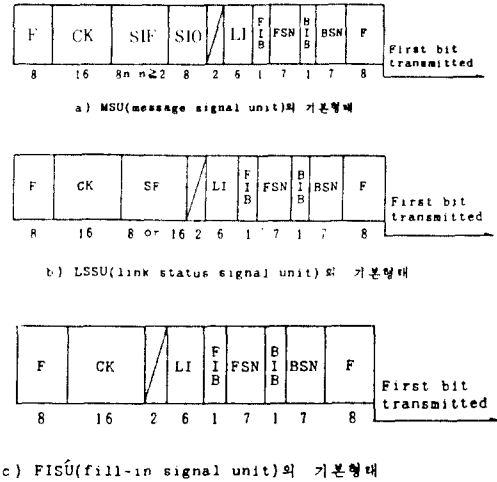 F CK SIF SIO LI FIB FSN BIB BSN F
First bit
transmitted
8 16 8n n≧2 8 2 6 1 7 1 7 8
a) MSU(message signal unit)의 기본형태
F CK SF LI FIB FSN BIB BSN F
First bit
transmitted
8 16 8 or 16 2 6 1 7 1 7 8
b) LSSU(link status signal unit)의 기본형태
F CK LI FIB FSN BIB BSN F
First bit
transmitted
8 16 2 6 1 7 1 7 8
c) FISU(fill-in signal unit)의 기본형태